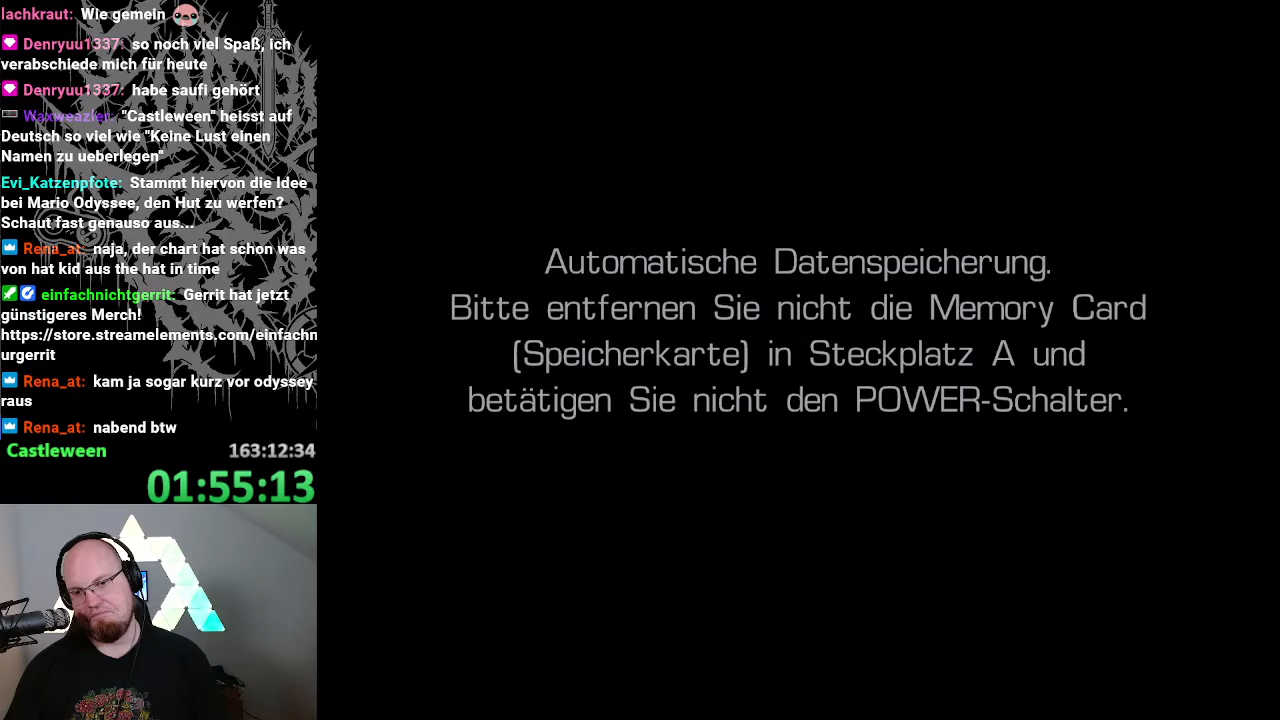 lachkraut: Wie gemein
Denryuu1337: so noch viel Spaß, ich
verabschiede mich für heute
Denryuu1337: habe saufi gehört
Waxweazle: "Castleween" heisst auf
Deutsch so viel wie "Keine Lust einen
Namen zu ueberlegen"
Evi_Katzenpfote: Stammt hiervon die Idee
bei Mario Odyssee, den Hut zu werfen?
Schaut fast genauso aus...
Rena_at: naja, der chart hat schon was
von hat kid aus the hat in time
einfachnichtgerrit: Gerrit hat jetzt
günstigeres Merch!
https://store.streamelements.com/einfachn
urgerrit
Rena_at: kam ja sogar kurz vor odyssey
raus
Rena_at: nabend btw
Castleween 163:12:34
01:55:13
Automatische Datenspeicherung.
Bitte entfernen Sie nicht die Memory Card
(Speicherkarte) in Steckplatz A und
betätigen Sie nicht den POWER-Schalter.